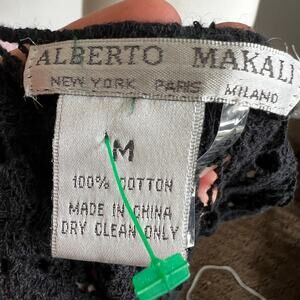 ALBERTO MAKALI
NEW YORK PARIS MILANO
M
100% COTTON
MADE IN CHINA
DRY CLEAN ONLY